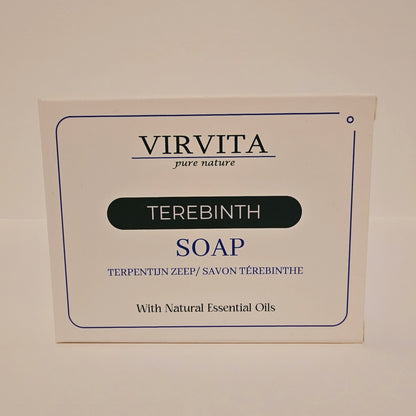 VIRVITA
pure nature
TEREBINTH
SOAP
TERPENTIJN ZEEP/ SAVON TÉREBINTHE
With Natural Essential Oils